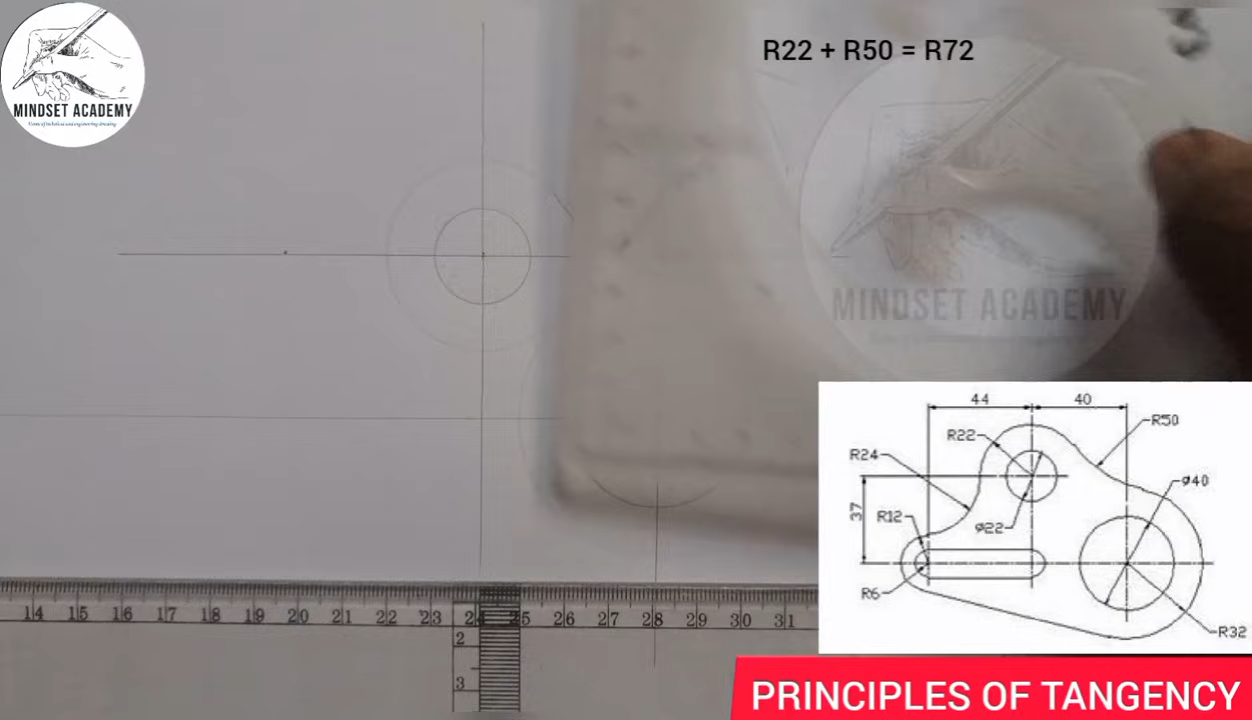 MINDSET ACADEMY
R22 + R50 = R72
MINDSET ACADEMY
44
40
R22
R50
R24
ø40
37
R12
ø22
R6
R32
14 15 16 17 18 19 20 21 22 23 24 25 26 27 28 29 30 31
2
3
PRINCIPLES OF TANGENCY